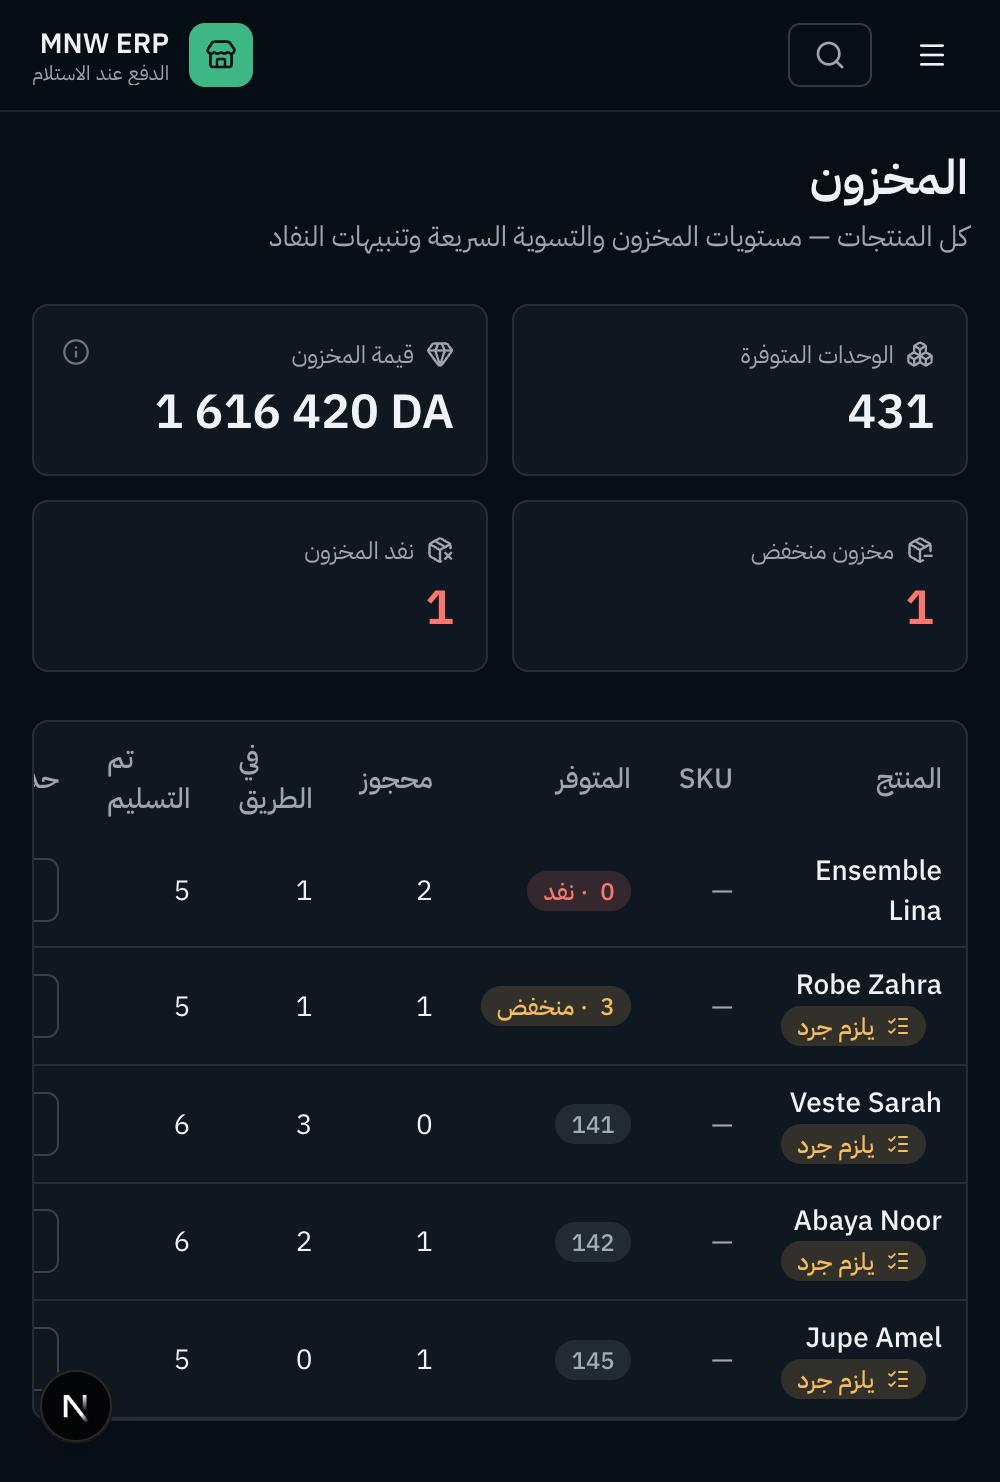 MNW ERP
الدفع عند الاستلام
المخزون
كل المنتجات — مستويات المخزون والتسوية السريعة وتنبيهات النفاد
الوحدات المتوفرة
431
قيمة المخزون
1 616 420 DA
مخزون منخفض
1
نفد المخزون
1
المنتج SKU المتوفر محجوز في الطريق تم التسليم
Ensemble Lina — 0 · نفد 2 1 5
Robe Zahra — 3 · منخفض 1 1 5
يلزم جرد
Veste Sarah — 141 0 3 6
يلزم جرد
Abaya Noor — 142 1 2 6
يلزم جرد
Jupe Amel — 145 1 0 5
يلزم جرد
N